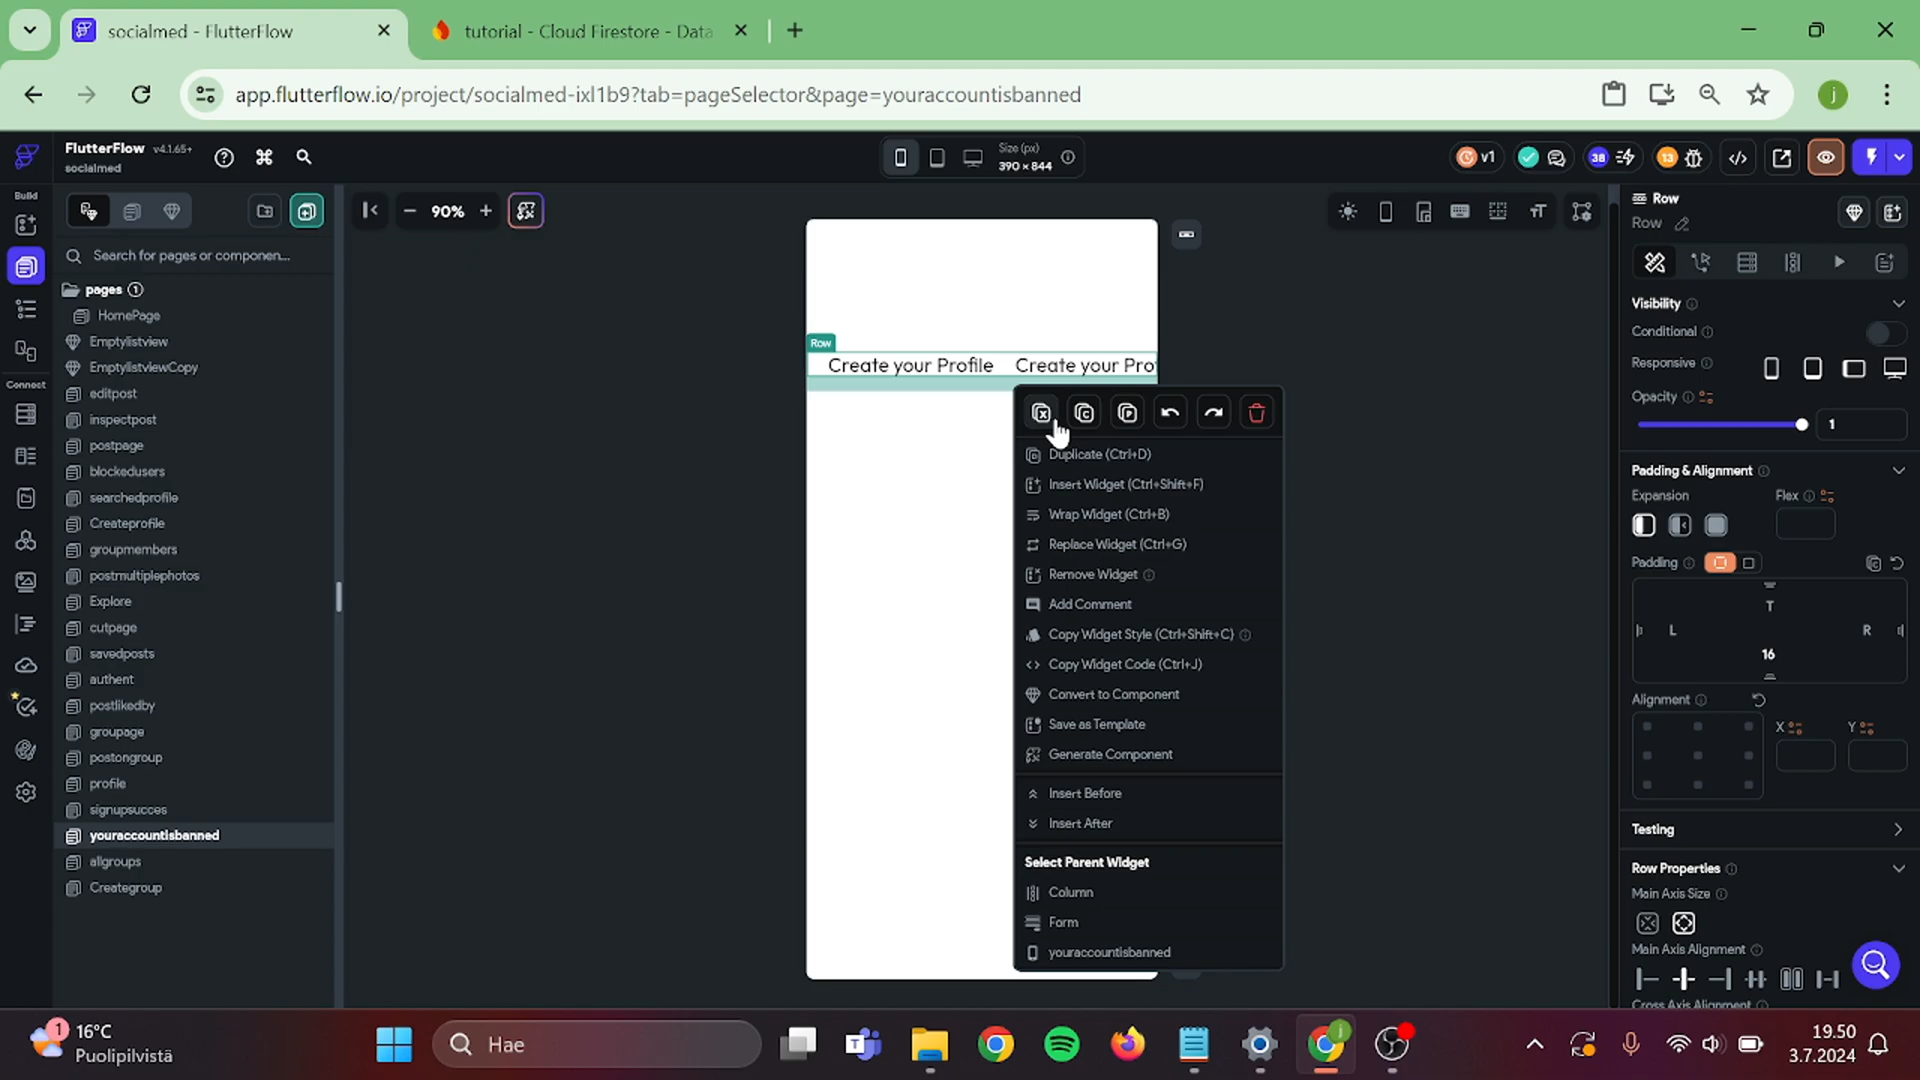 socialmed - FlutterFlow
tutorial - Cloud Firestore - Data
app.flutterflow.io/project/socialmed-ixl1b9?tab=pageSelector&page=youraccountisbanned
j
FlutterFlow v4.1.65+
socialmed
Size (px)
390 × 844
v1
38
13
Build
Connect
Search for pages or componen...
pages 1
HomePage
Emptylistview
EmptylistviewCopy
editpost
inspectpost
postpage
blockedusers
searchedprofile
Createprofile
groupmembers
postmultiplephotos
Explore
cutpage
savedposts
authent
postlikedby
groupage
postongroup
profile
signupsucces
youraccountisbanned
allgroups
Creategroup
90%
Row
Create your Profile Create your Pro
Duplicate (Ctrl+D)
Insert Widget (Ctrl+Shift+F)
Wrap Widget (Ctrl+B)
Replace Widget (Ctrl+G)
Remove Widget
Add Comment
Copy Widget Style (Ctrl+Shift+C)
Copy Widget Code (Ctrl+J)
Convert to Component
Save as Template
Generate Component
Insert Before
Insert After
Select Parent Widget
Column
Form
youraccountisbanned
Row
Row
Visibility
Conditional
Responsive
Opacity
1
Padding & Alignment
Expansion Flex
Padding
T
L R
16
Alignment
X Y
Testing
Row Properties
Main Axis Size
Main Axis Alignment
Cross Axis Alignment
1
16°C
Puolipilvistä
Hae
j
19.50
3.7.2024